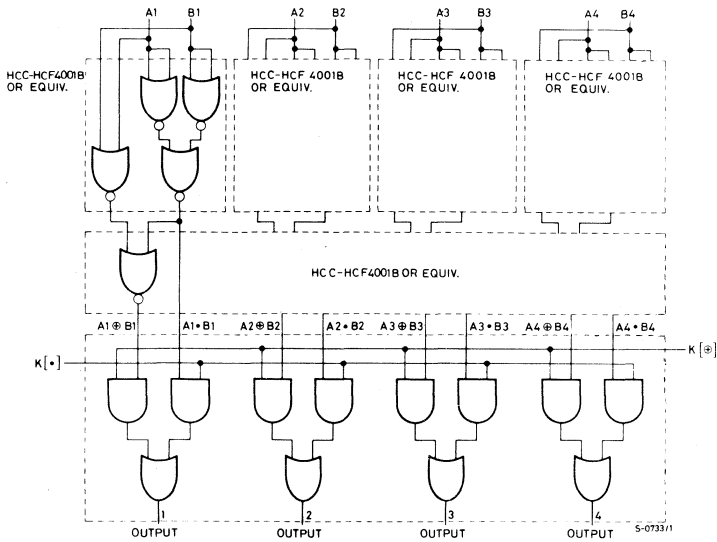 A1 B1 A2 B2 A3 B3 A4 B4
HCC-HCF4001B
OR EQUIV.
HCC-HCF 4001B
OR EQUIV.
HCC-HCF 4001B
OR EQUIV.
HCC-HCF 4001B
OR EQUIV.
HCC-HCF4001B OR EQUIV.
A1⊕B1 A1•B1 A2⊕B2 A2•B2 A3⊕B3 A3•B3 A4⊕B4 A4•B4
K[⊕]
K[•]
1 2 3 4
OUTPUT OUTPUT OUTPUT OUTPUT
S-0733/1